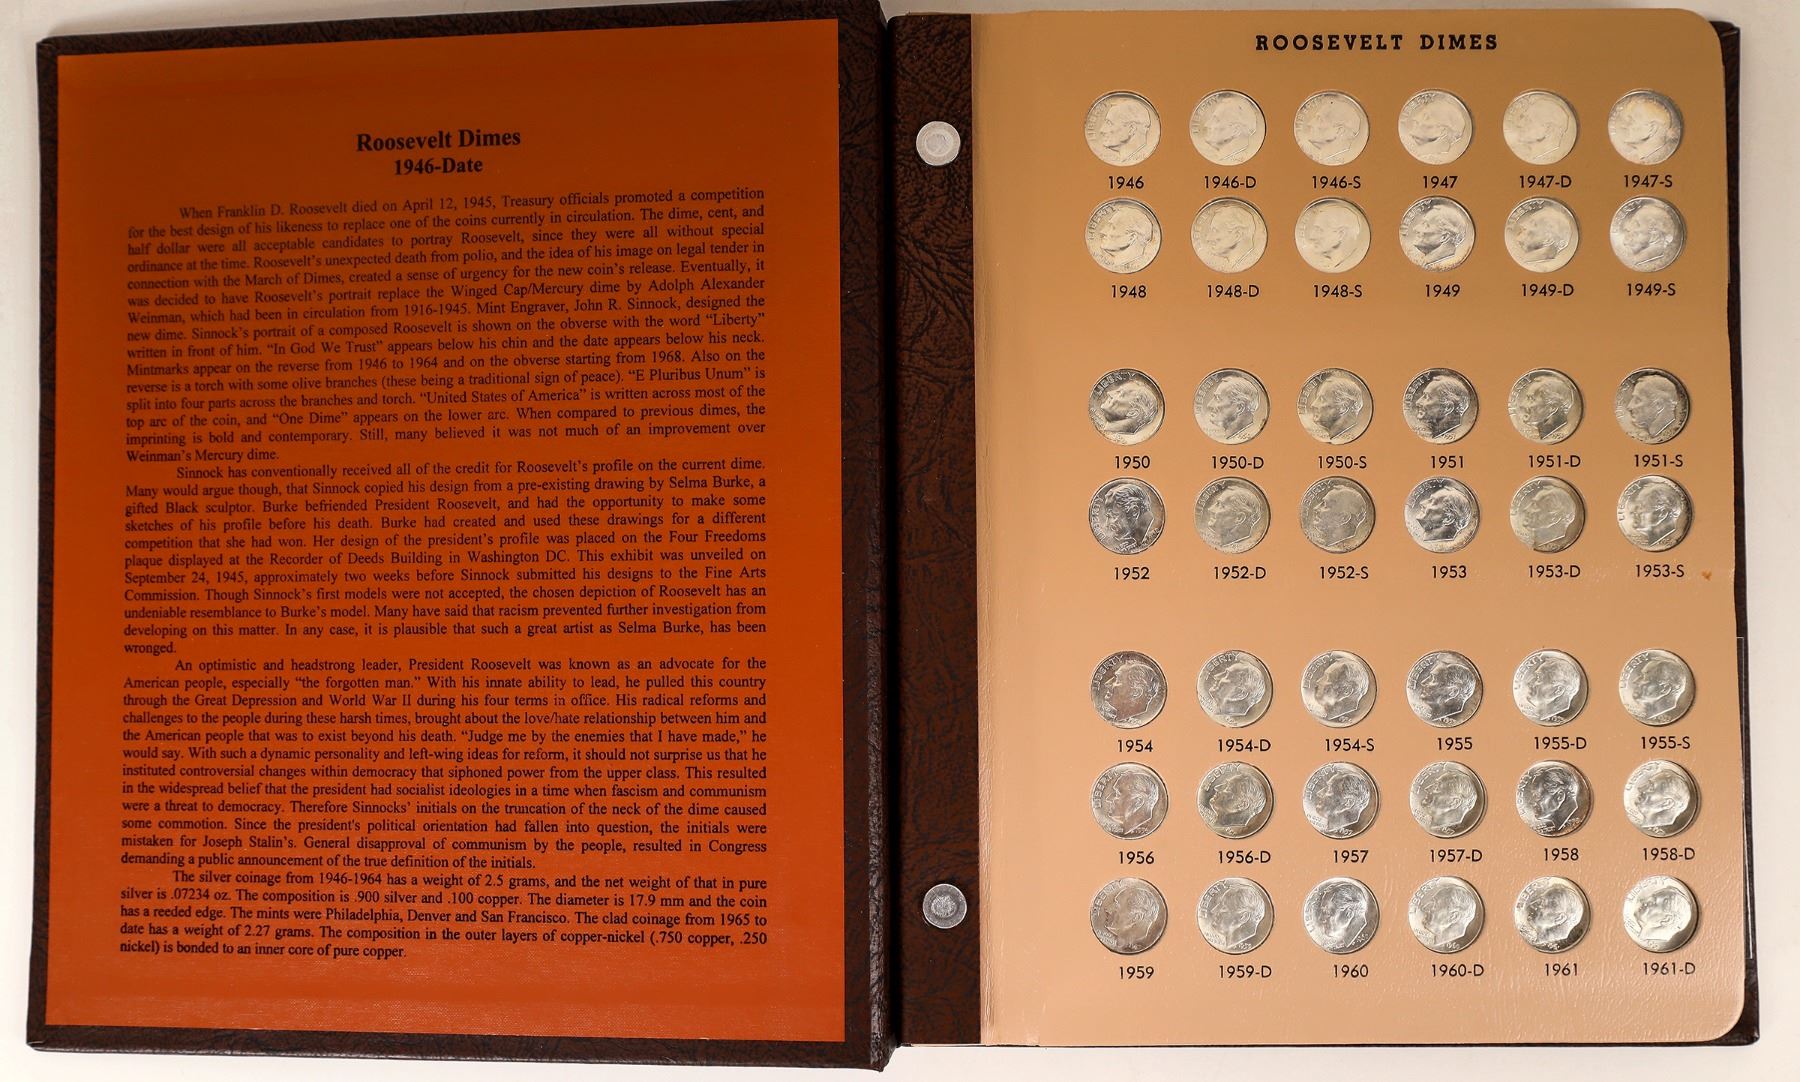 Roosevelt Dimes
1946-Date
When Franklin D. Roosevelt died on April 12, 1945, Treasury officials promoted a competition
for the best design of his likeness to replace one of the coins currently in circulation. The dime, cent, and
half dollar were all acceptable candidates to portray Roosevelt, since they were all without special
ordinance at the time. Roosevelt's unexpected death from polio, and the idea of his image on legal tender in
connection with the March of Dimes, created a sense of urgency for the new coin's release. Eventually, it
was decided to have Roosevelt's portrait replace the Winged Cap/Mercury dime by Adolph Alexander
Weinman, which had been in circulation from 1916-1945. Mint Engraver, John R. Sinnock, designed the
new dime. Sinnock's portrait of a composed Roosevelt is shown on the obverse with the word "Liberty"
written in front of him. "In God We Trust" appears below his chin and the date appears below his neck.
Mintmarks appear on the reverse from 1946 to 1964 and on the obverse starting from 1968. Also on the
reverse is a torch with some olive branches (these being a traditional sign of peace). "E Pluribus Unum" is
split into four parts across the branches and torch. "United States of America" is written across most of the
top arc of the coin, and "One Dime" appears on the lower arc. When compared to previous dimes, the
imprinting is bold and contemporary. Still, many believed it was not much of an improvement over
Weinman's Mercury dime.
Sinnock has conventionally received all of the credit for Roosevelt's profile on the current dime.
Many would argue though, that Sinnock copied his design from a pre-existing drawing by Selma Burke, a
gifted Black sculptor. Burke befriended President Roosevelt, and had the opportunity to make some
sketches of his profile before his death. Burke had created and used these drawings for a different
competition that she had won. Her design of the president's profile was placed on the Four Freedoms
plaque displayed at the Recorder of Deeds Building in Washington DC. This exhibit was unveiled on
September 24, 1945, approximately two weeks before Sinnock submitted his designs to the Fine Arts
Commission. Though Sinnock's first models were not accepted, the chosen depiction of Roosevelt has an
undeniable resemblance to Burke's model. Many have said that racism prevented further investigation from
developing on this matter. In any case, it is plausible that such a great artist as Selma Burke, has been
wronged.
An optimistic and headstrong leader, President Roosevelt was known as an advocate for the
American people, especially "the forgotten man." With his innate ability to lead, he pulled this country
through the Great Depression and World War II during his four terms in office. His radical reforms and
challenges to the people during these harsh times, brought about the love/hate relationship between him and
the American people that was to exist beyond his death. "Judge me by the enemies that I have made," he
would say. With such a dynamic personality and left-wing ideas for reform, it should not surprise us that he
instituted controversial changes within democracy that siphoned power from the upper class. This resulted
in the widespread belief that the president had socialist ideologies in a time when fascism and communism
were a threat to democracy. Therefore Sinnocks' initials on the truncation of the neck of the dime caused
some commotion. Since the president's political orientation had fallen into question, the initials were
mistaken for Joseph Stalin's. General disapproval of communism by the people, resulted in Congress
demanding a public announcement of the true definition of the initials.
The silver coinage from 1946-1964 has a weight of 2.5 grams, and the net weight of that in pure
silver is .07234 oz. The composition is .900 silver and .100 copper. The diameter is 17.9 mm and the coin
has a reeded edge. The mints were Philadelphia, Denver and San Francisco. The clad coinage from 1965 to
date has a weight of 2.27 grams. The composition in the outer layers of copper-nickel (.750 copper, .250
nickel) is bonded to an inner core of pure copper.
ROOSEVELT DIMES
1946 1946-D 1946-S 1947 1947-D 1947-S
1948 1948-D 1948-S 1949 1949-D 1949-S
1950 1950-D 1950-S 1951 1951-D 1951-S
1952 1952-D 1952-S 1953 1953-D 1953-S
1954 1954-D 1954-S 1955 1955-D 1955-S
1956 1956-D 1957 1957-D 1958 1958-D
1959 1959-D 1960 1960-D 1961 1961-D